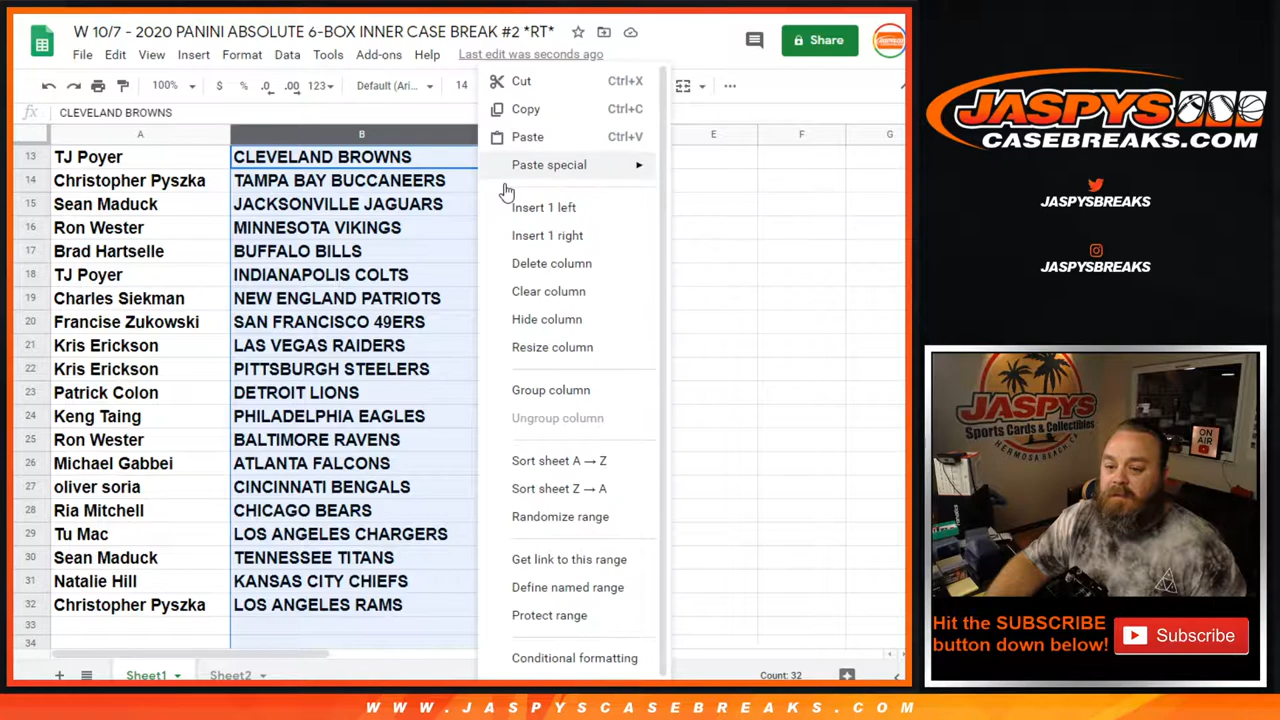 W 10/7 - 2020 PANINI ABSOLUTE 6-BOX INNER CASE BREAK #2 *RT*
File Edit View Insert Format Data Tools Add-ons Help Last edit was seconds ago
Share
100% $ % .0 .00 123 Default (Ari... 14
fx CLEVELAND BROWNS
A B E F G
13 TJ Poyer CLEVELAND BROWNS
14 Christopher Pyszka TAMPA BAY BUCCANEERS
15 Sean Maduck JACKSONVILLE JAGUARS
16 Ron Wester MINNESOTA VIKINGS
17 Brad Hartselle BUFFALO BILLS
18 TJ Poyer INDIANAPOLIS COLTS
19 Charles Siekman NEW ENGLAND PATRIOTS
20 Francise Zukowski SAN FRANCISCO 49ERS
21 Kris Erickson LAS VEGAS RAIDERS
22 Kris Erickson PITTSBURGH STEELERS
23 Patrick Colon DETROIT LIONS
24 Keng Taing PHILADELPHIA EAGLES
25 Ron Wester BALTIMORE RAVENS
26 Michael Gabbei ATLANTA FALCONS
27 oliver soria CINCINNATI BENGALS
28 Ria Mitchell CHICAGO BEARS
29 Tu Mac LOS ANGELES CHARGERS
30 Sean Maduck TENNESSEE TITANS
31 Natalie Hill KANSAS CITY CHIEFS
32 Christopher Pyszka LOS ANGELES RAMS
33
34
Cut Ctrl+X
Copy Ctrl+C
Paste Ctrl+V
Paste special
Insert 1 left
Insert 1 right
Delete column
Clear column
Hide column
Resize column
Group column
Ungroup column
Sort sheet A → Z
Sort sheet Z → A
Randomize range
Get link to this range
Define named range
Protect range
Conditional formatting
Sheet1 Sheet2 Count: 32
JASPYS
CASEBREAKS.COM
JASPYSBREAKS
JASPYSBREAKS
JASPYS
Sports Cards & Collectibles
HERMOSA BEACH, CA
ON
AIR
Hit the SUBSCRIBE
button down below!
Subscribe
WWW.JASPYSCASEBREAKS.COM